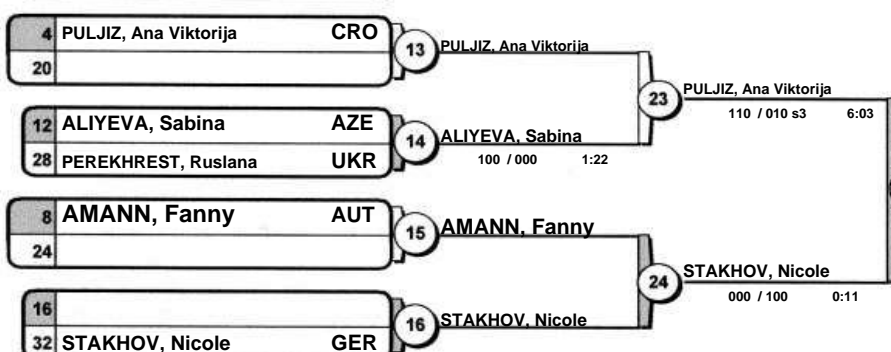 4 PULJIZ, Ana Viktorija CRO
20
13 PULJIZ, Ana Viktorija
12 ALIYEVA, Sabina AZE
28 PEREKHREST, Ruslana UKR
14 ALIYEVA, Sabina
100 / 000 1:22
23 PULJIZ, Ana Viktorija
110 / 010 s3 6:03
8 AMANN, Fanny AUT
24
15 AMANN, Fanny
16
32 STAKHOV, Nicole GER
16 STAKHOV, Nicole
24 STAKHOV, Nicole
000 / 100 0:11